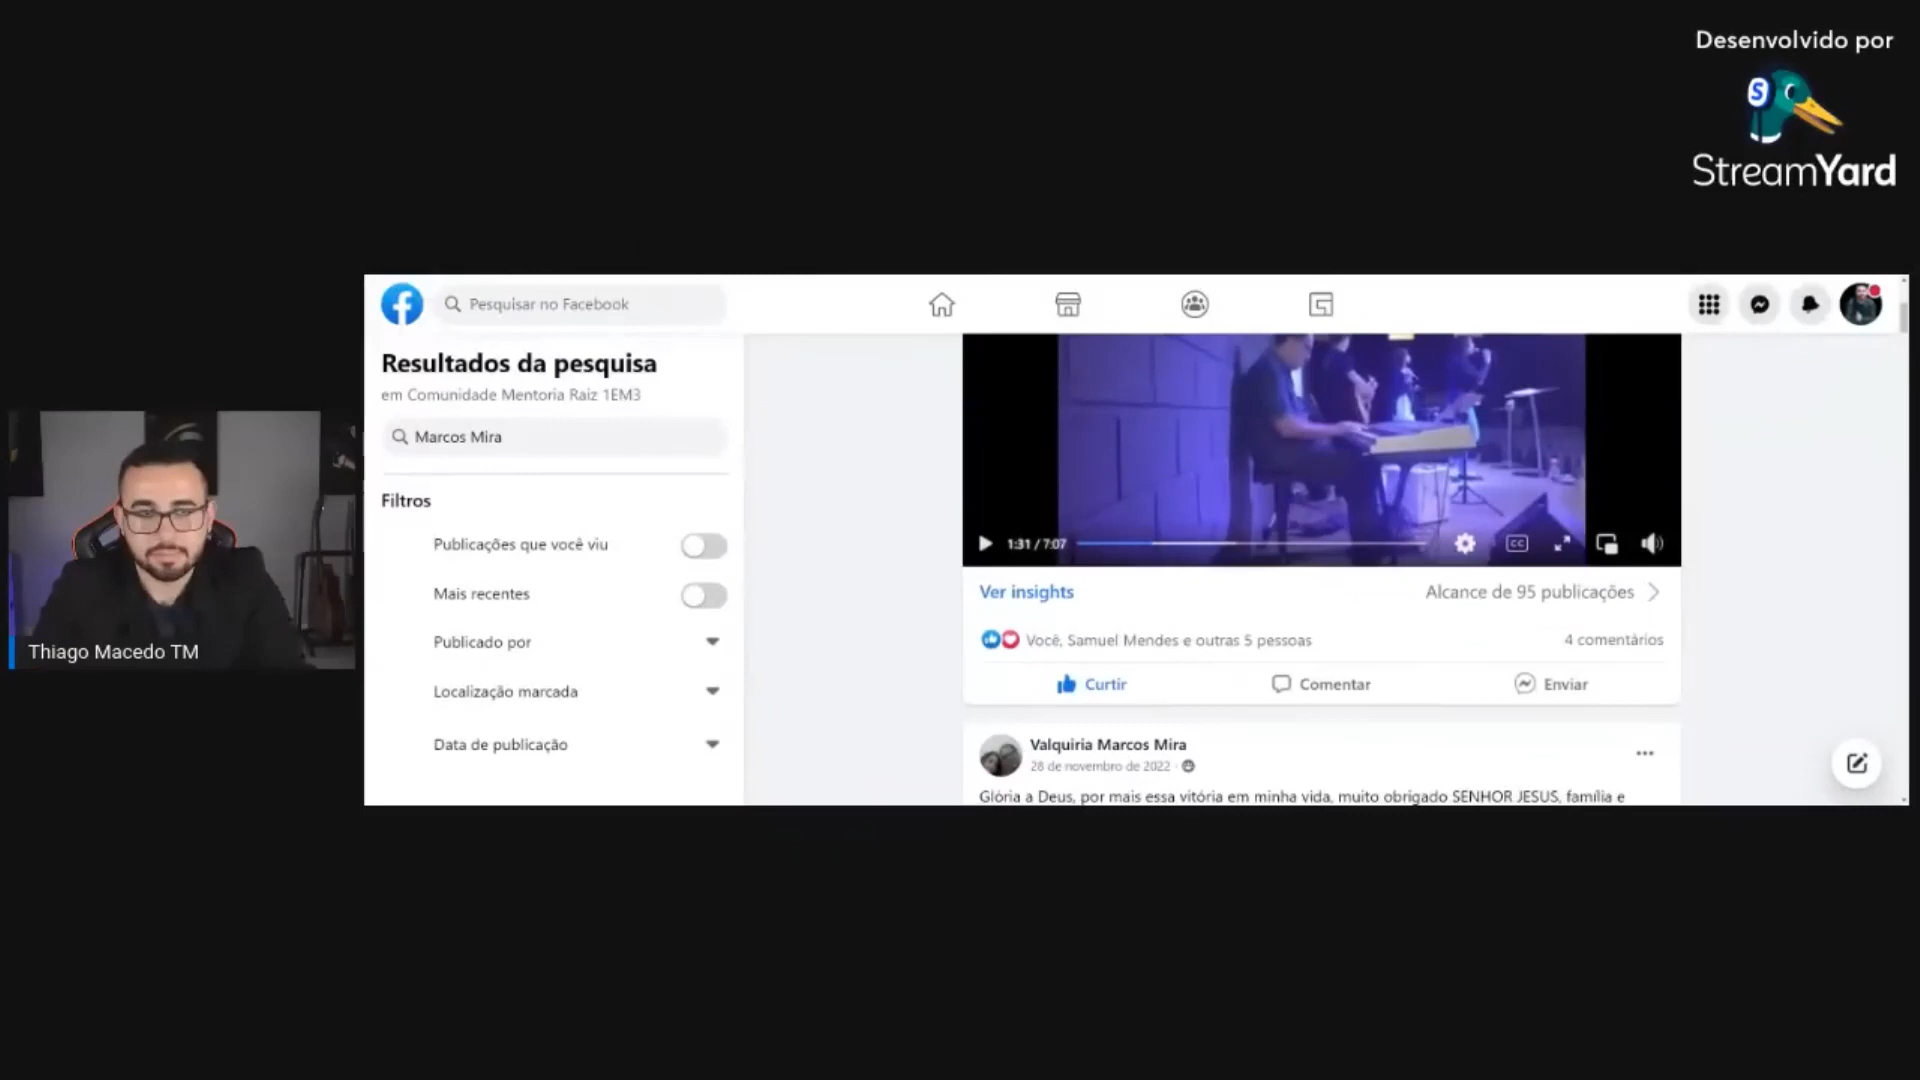 Desenvolvido por
StreamYard
Pesquisar no Facebook
Resultados da pesquisa
em Comunidade Mentoria Raiz 1EM3
Marcos Mira
Filtros
Publicações que você viu
Mais recentes
Publicado por
Localização marcada
Data de publicação
1:31 / 7:07
CC
Ver insights
Alcance de 95 publicações
Você, Samuel Mendes e outras 5 pessoas
4 comentários
Curtir
Comentar
Enviar
Valquiria Marcos Mira
28 de novembro de 2022 ·
Glória a Deus, por mais essa vitória em minha vida, muito obrigado SENHOR JESUS, família e
Thiago Macedo TM